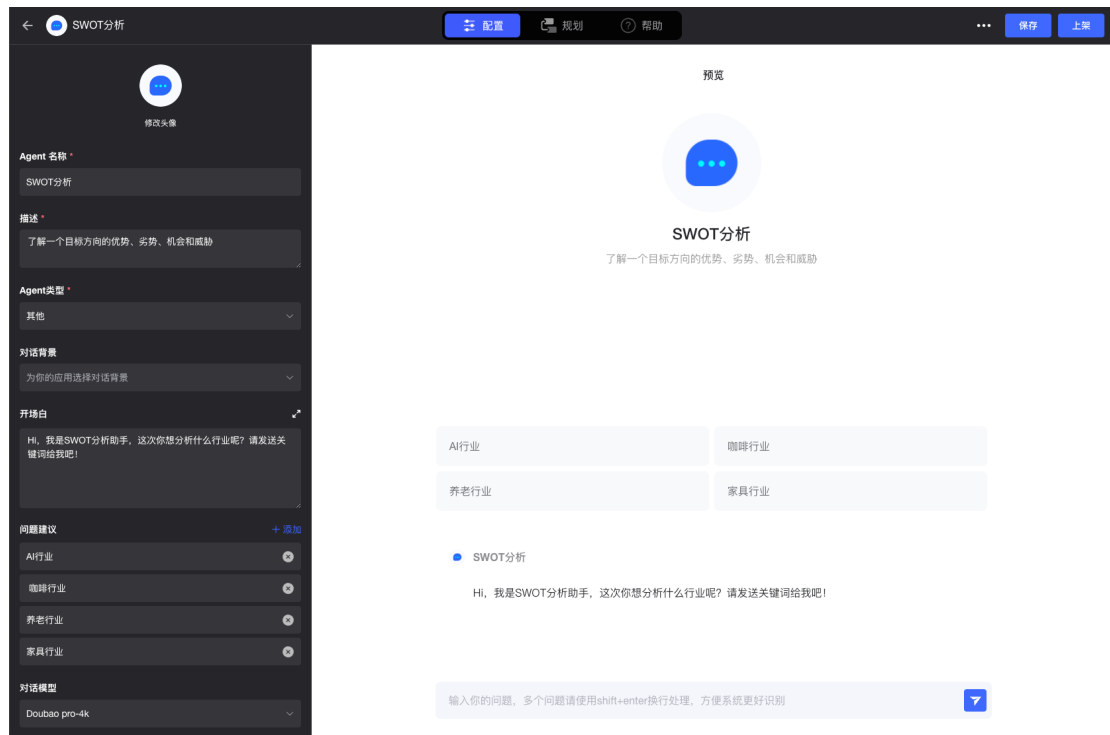 SWOT分析
配置
规划
帮助
保存
上架
修改头像
Agent 名称 *
SWOT分析
描述 *
了解一个目标方向的优势、劣势、机会和威胁
Agent类型 *
其他
对话背景
为你的应用选择对话背景
开场白
Hi，我是SWOT分析助手，这次你想分析什么行业呢？请发送关
键词给我吧！
问题建议
+ 添加
AI行业
咖啡行业
养老行业
家具行业
对话模型
Doubao pro-4k
预览
SWOT分析
了解一个目标方向的优势、劣势、机会和威胁
AI行业
咖啡行业
养老行业
家具行业
SWOT分析
Hi，我是SWOT分析助手，这次你想分析什么行业呢？请发送关键词给我吧！
输入你的问题，多个问题请使用shift+enter换行处理，方便系统更好识别